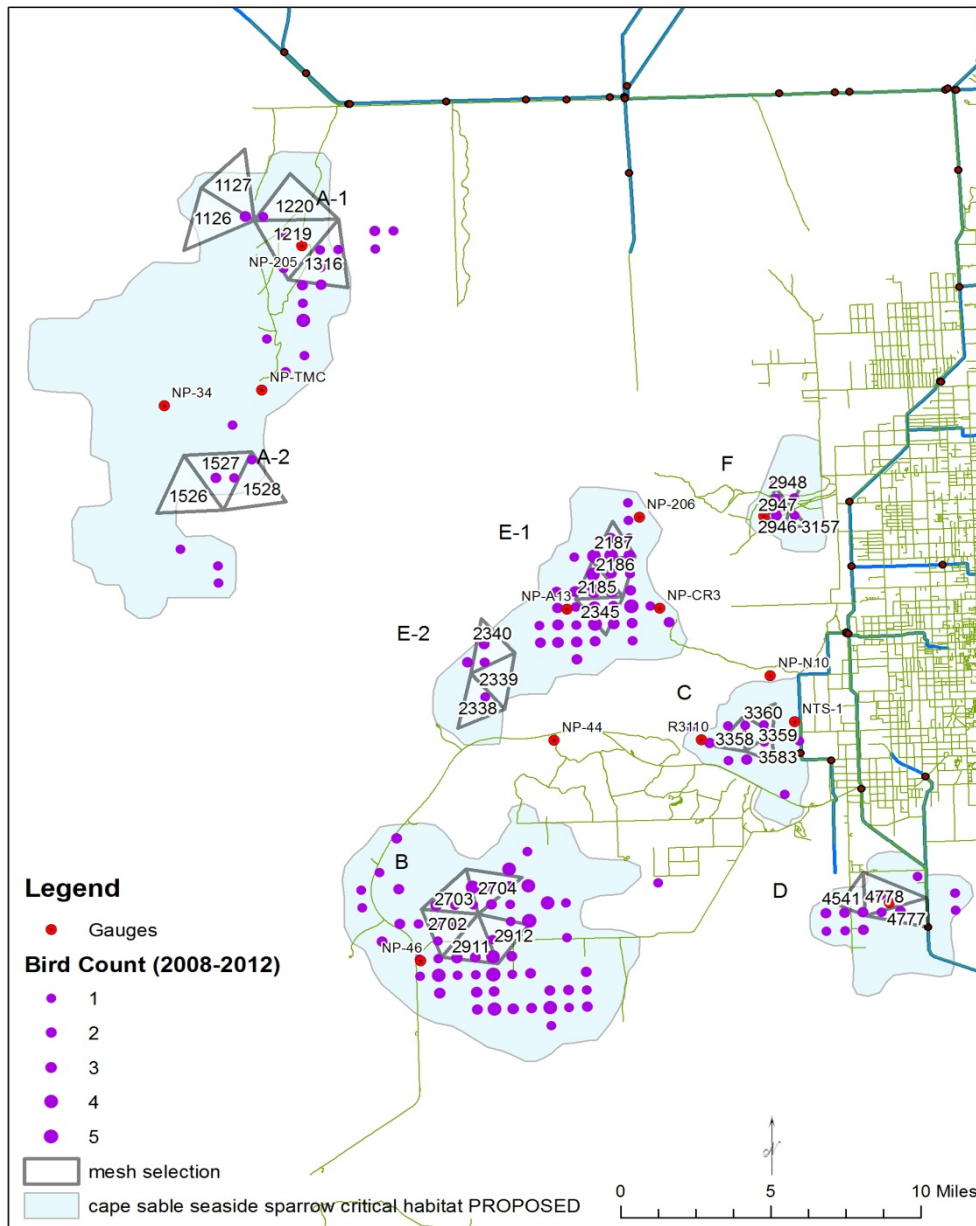 1127
1220
A-1
1126
1219
NP-205
1316
NP-TMC
NP-34
1527
A-2
1526
1528
F
2948
2947
2946
3157
NP-206
E-1
2187
2186
2185
NP-A13
NP-CR3
2345
E-2
2340
2339
2338
NP-N10
C
3360
NTS-1
R3110
3358
3359
3583
NP-44
B
2704
2703
2702
2912
2911
NP-46
D
4541
4778
4777
Legend
Gauges
Bird Count (2008-2012)
1
2
3
4
5
mesh selection
cape sable seaside sparrow critical habitat PROPOSED
N
0 5 10 Miles